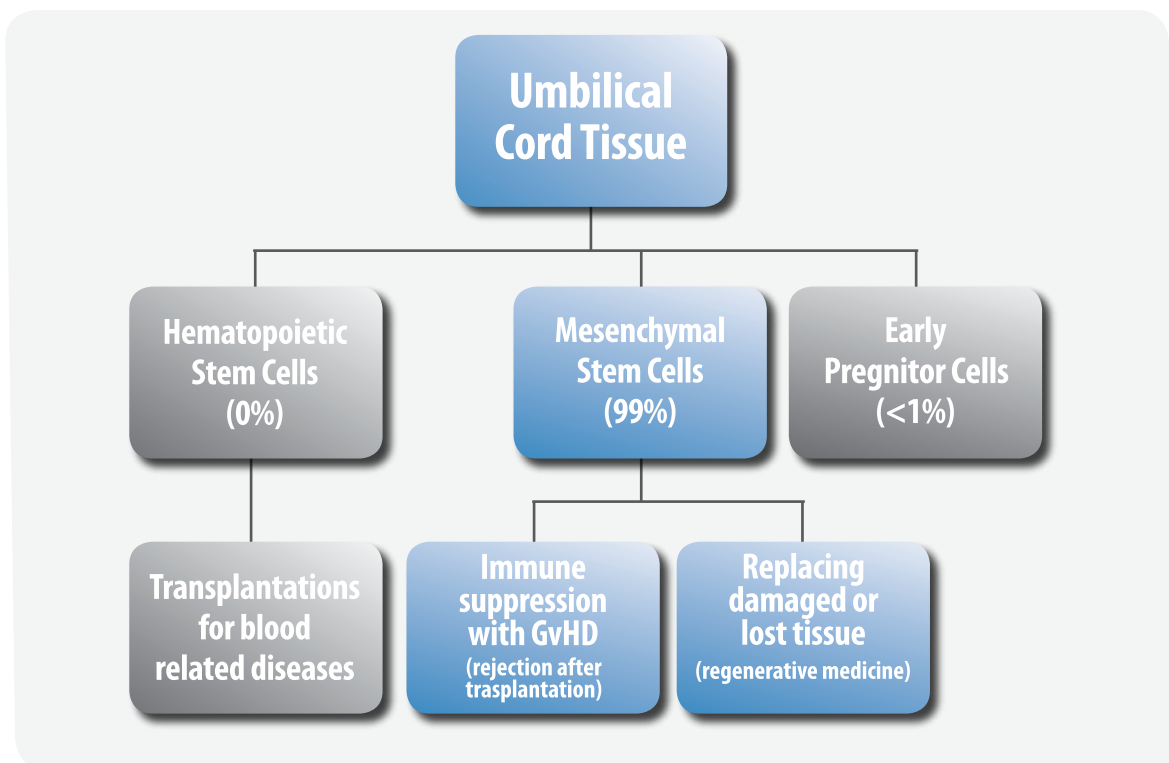 Umbilical
Cord Tissue
Hematopoietic
Stem Cells
(0%)
Mesenchymal
Stem Cells
(99%)
Early
Pregnitor Cells
(<1%)
Transplantations
for blood
related diseases
Immune
suppression
with GvHD
(rejection after
trasplantation)
Replacing
damaged or
lost tissue
(regenerative medicine)